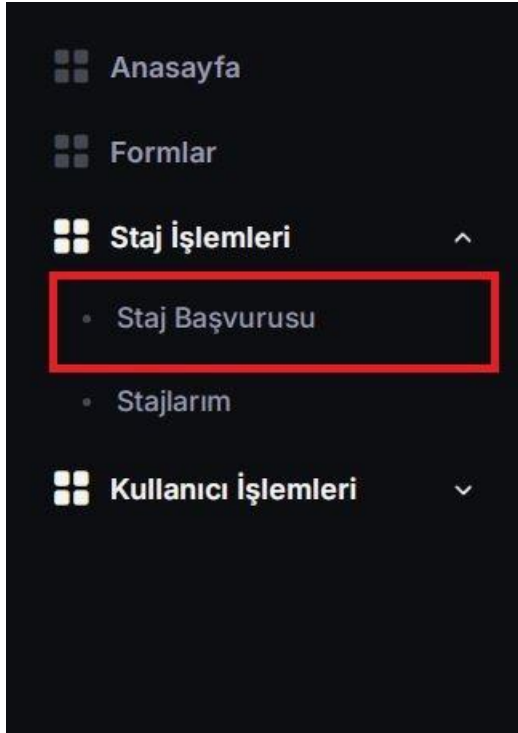 Anasayfa
Formlar
Staj İşlemleri
Staj Başvurusu
Stajlarım
Kullanıcı İşlemleri